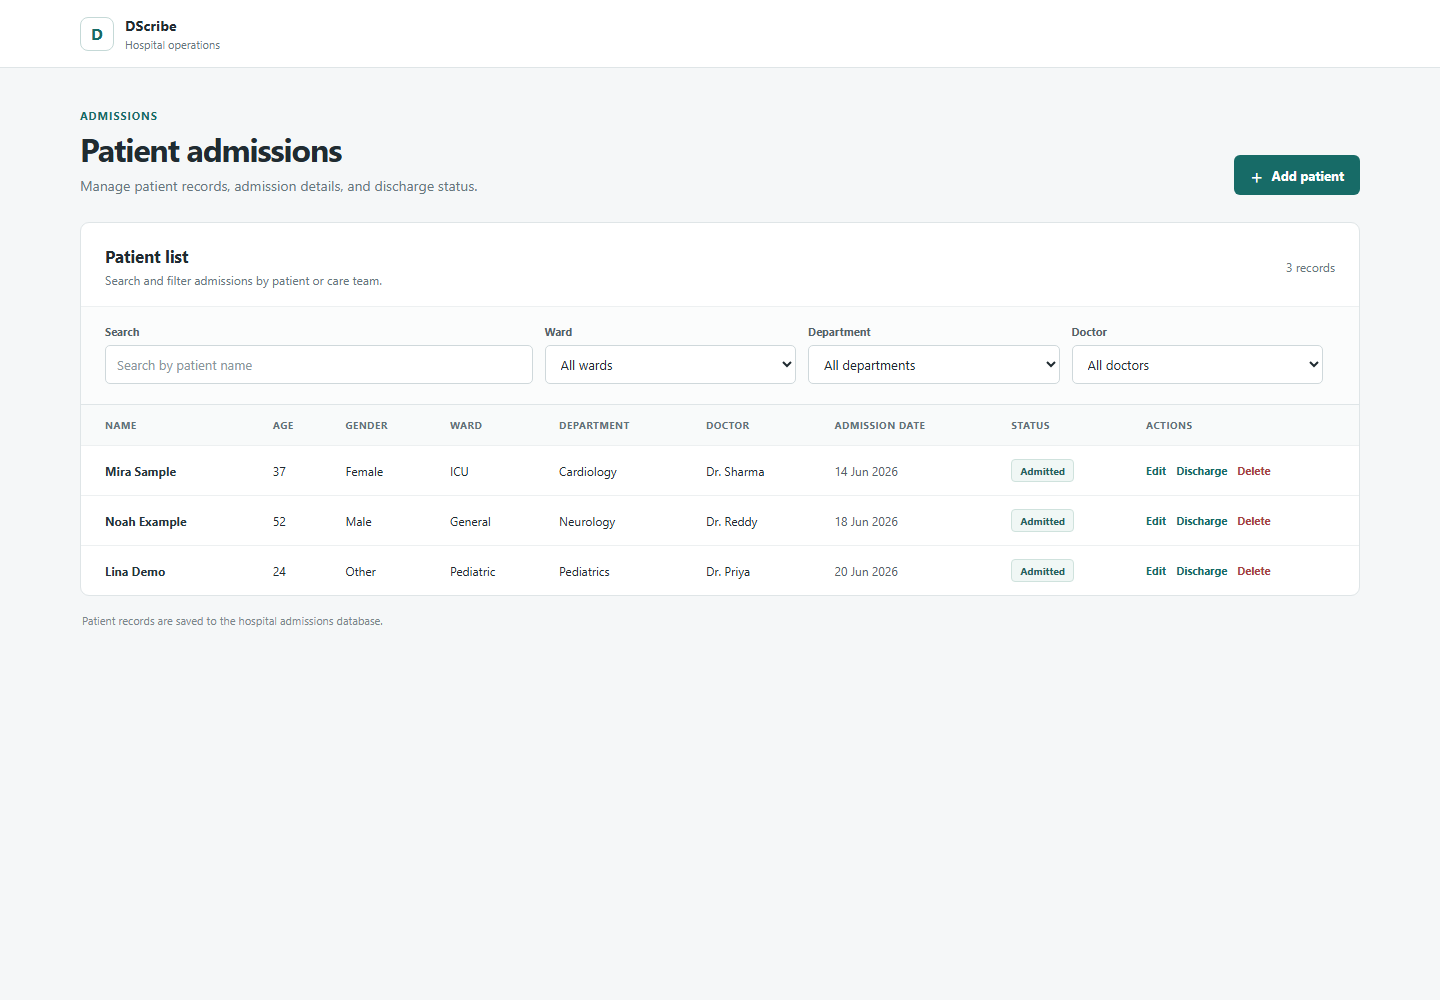 D
DScribe
Hospital operations
ADMISSIONS
Patient admissions
Manage patient records, admission details, and discharge status.
+ Add patient
Patient list
Search and filter admissions by patient or care team.
3 records
Search Ward Department Doctor
Search by patient name All wards All departments All doctors
NAME AGE GENDER WARD DEPARTMENT DOCTOR ADMISSION DATE STATUS ACTIONS
Mira Sample 37 Female ICU Cardiology Dr. Sharma 14 Jun 2026 Admitted Edit Discharge Delete
Noah Example 52 Male General Neurology Dr. Reddy 18 Jun 2026 Admitted Edit Discharge Delete
Lina Demo 24 Other Pediatric Pediatrics Dr. Priya 20 Jun 2026 Admitted Edit Discharge Delete
Patient records are saved to the hospital admissions database.